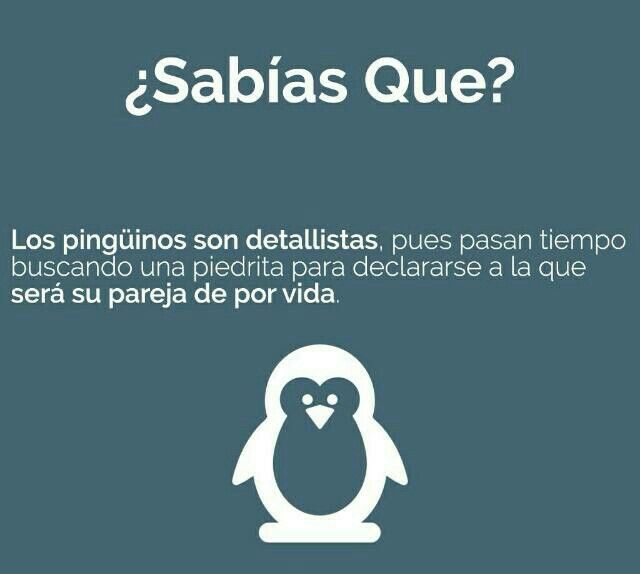 ¿Sabías Que?
Los pingüinos son detallistas, pues pasan tiempo
buscando una piedrita para declararse a la que
será su pareja de por vida.